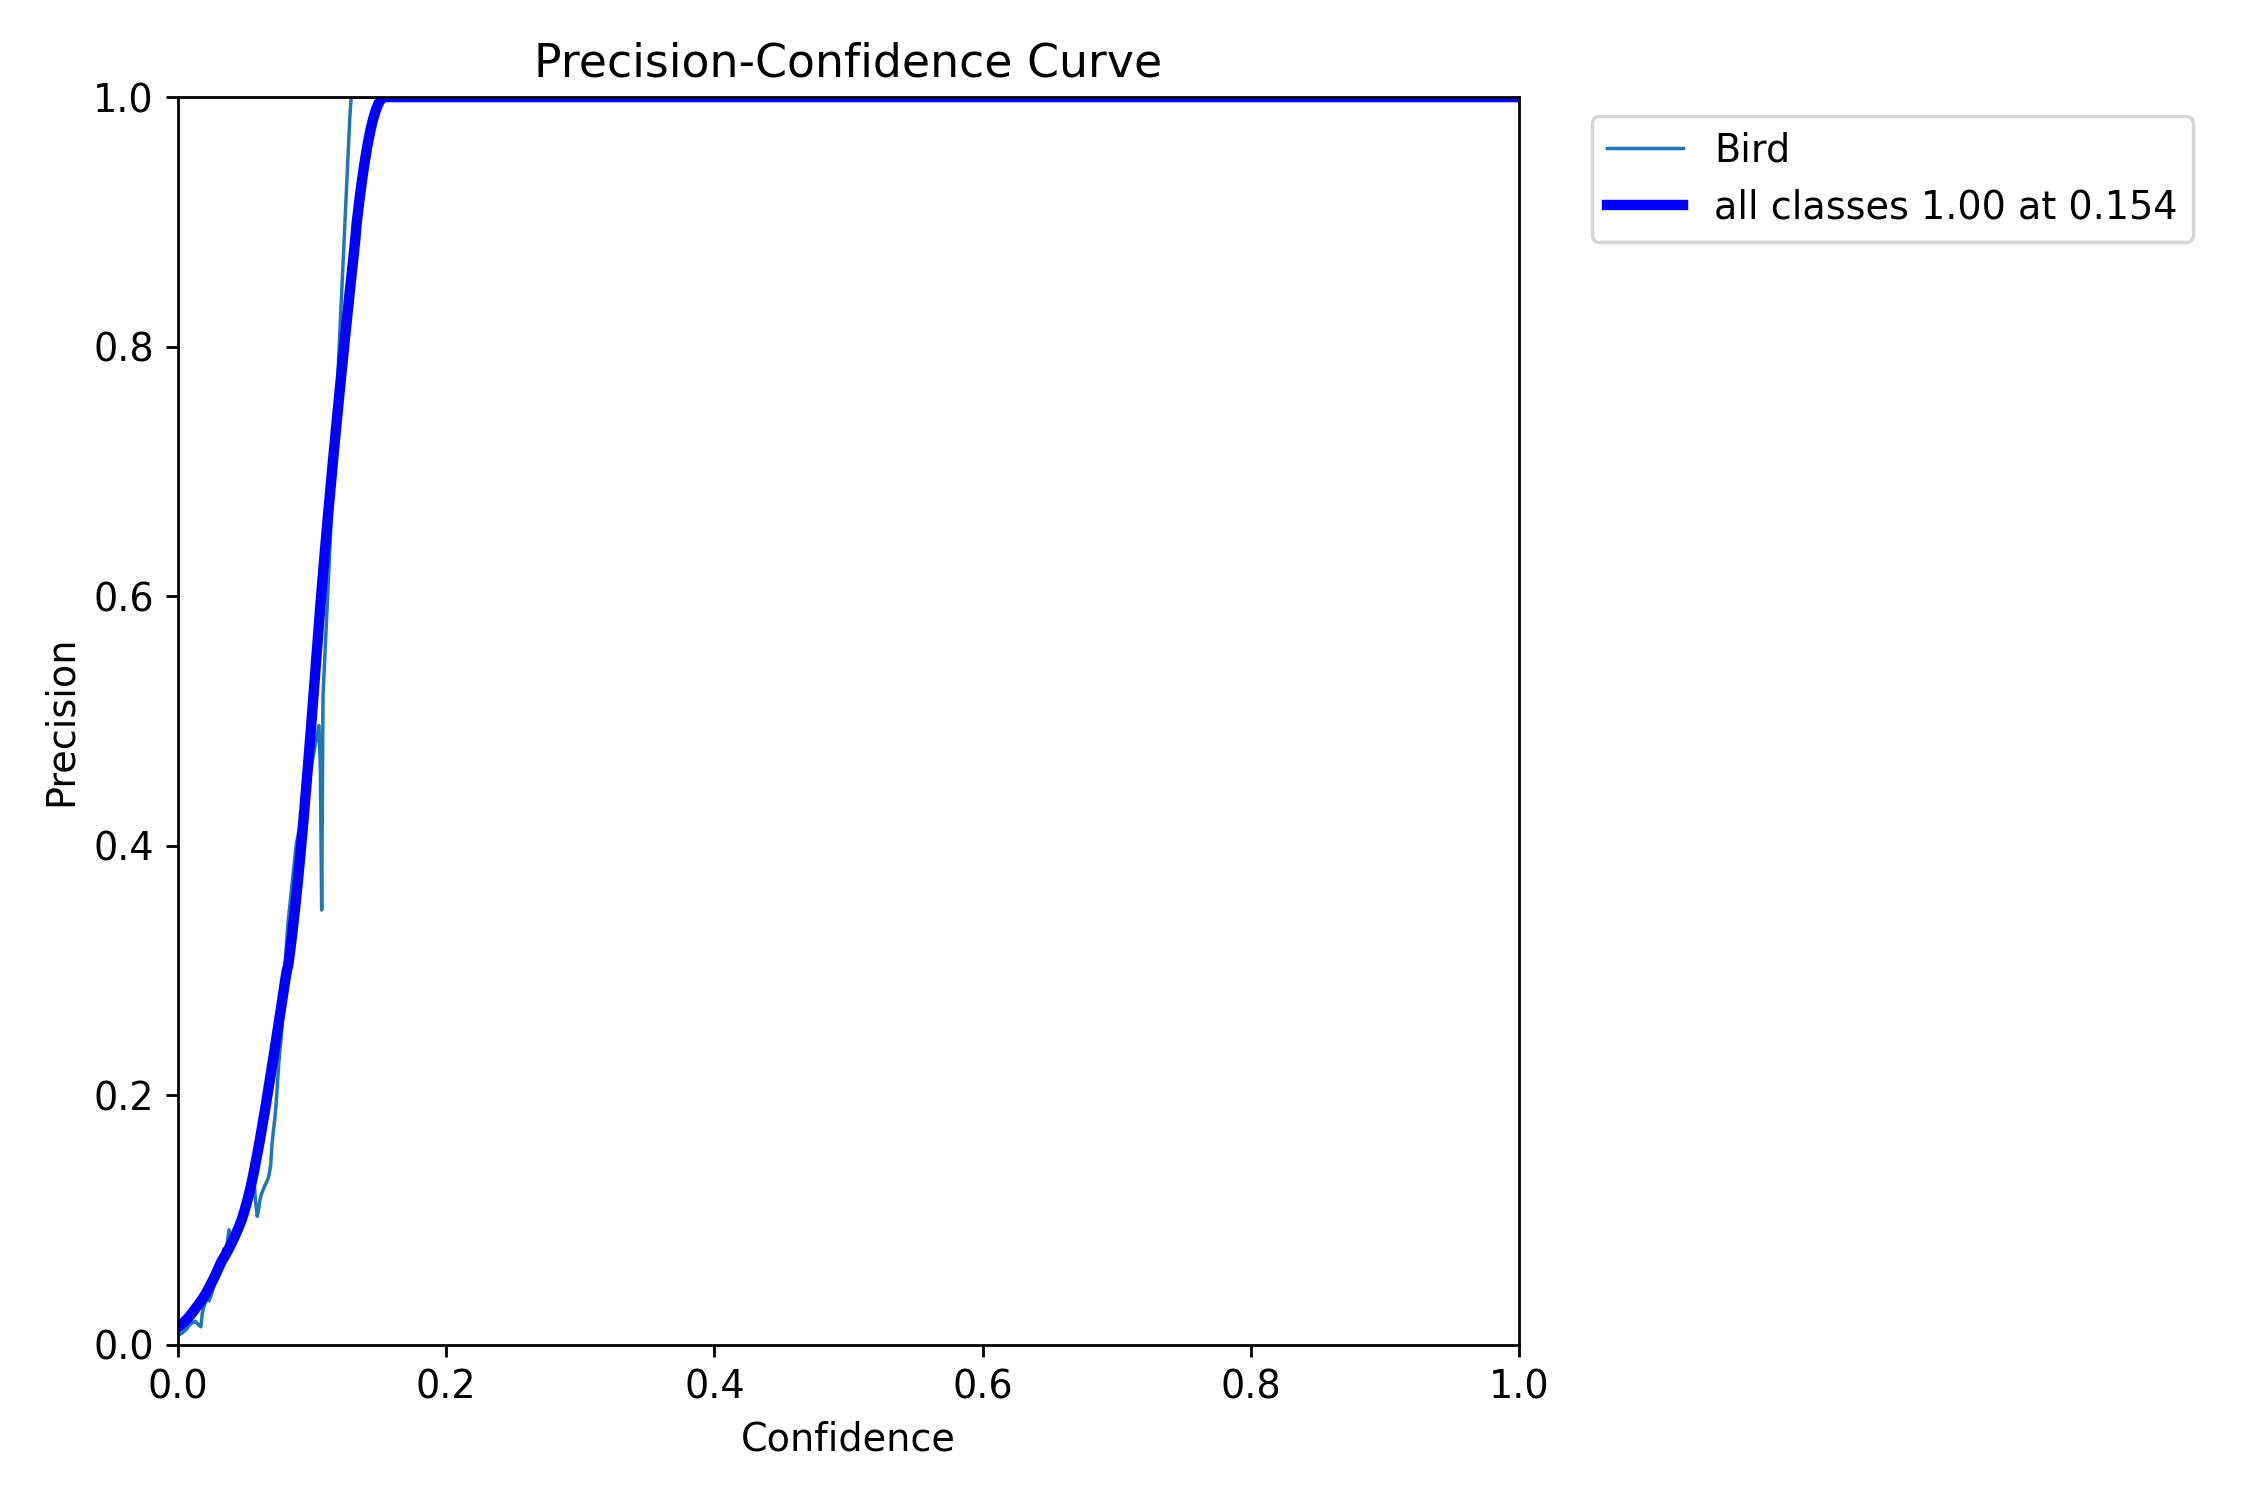 Precision-Confidence Curve
1.0
0.8
0.6
0.4
0.2
0.0
Precision
0.0 0.2 0.4 0.6 0.8 1.0
Confidence
Bird
all classes 1.00 at 0.154